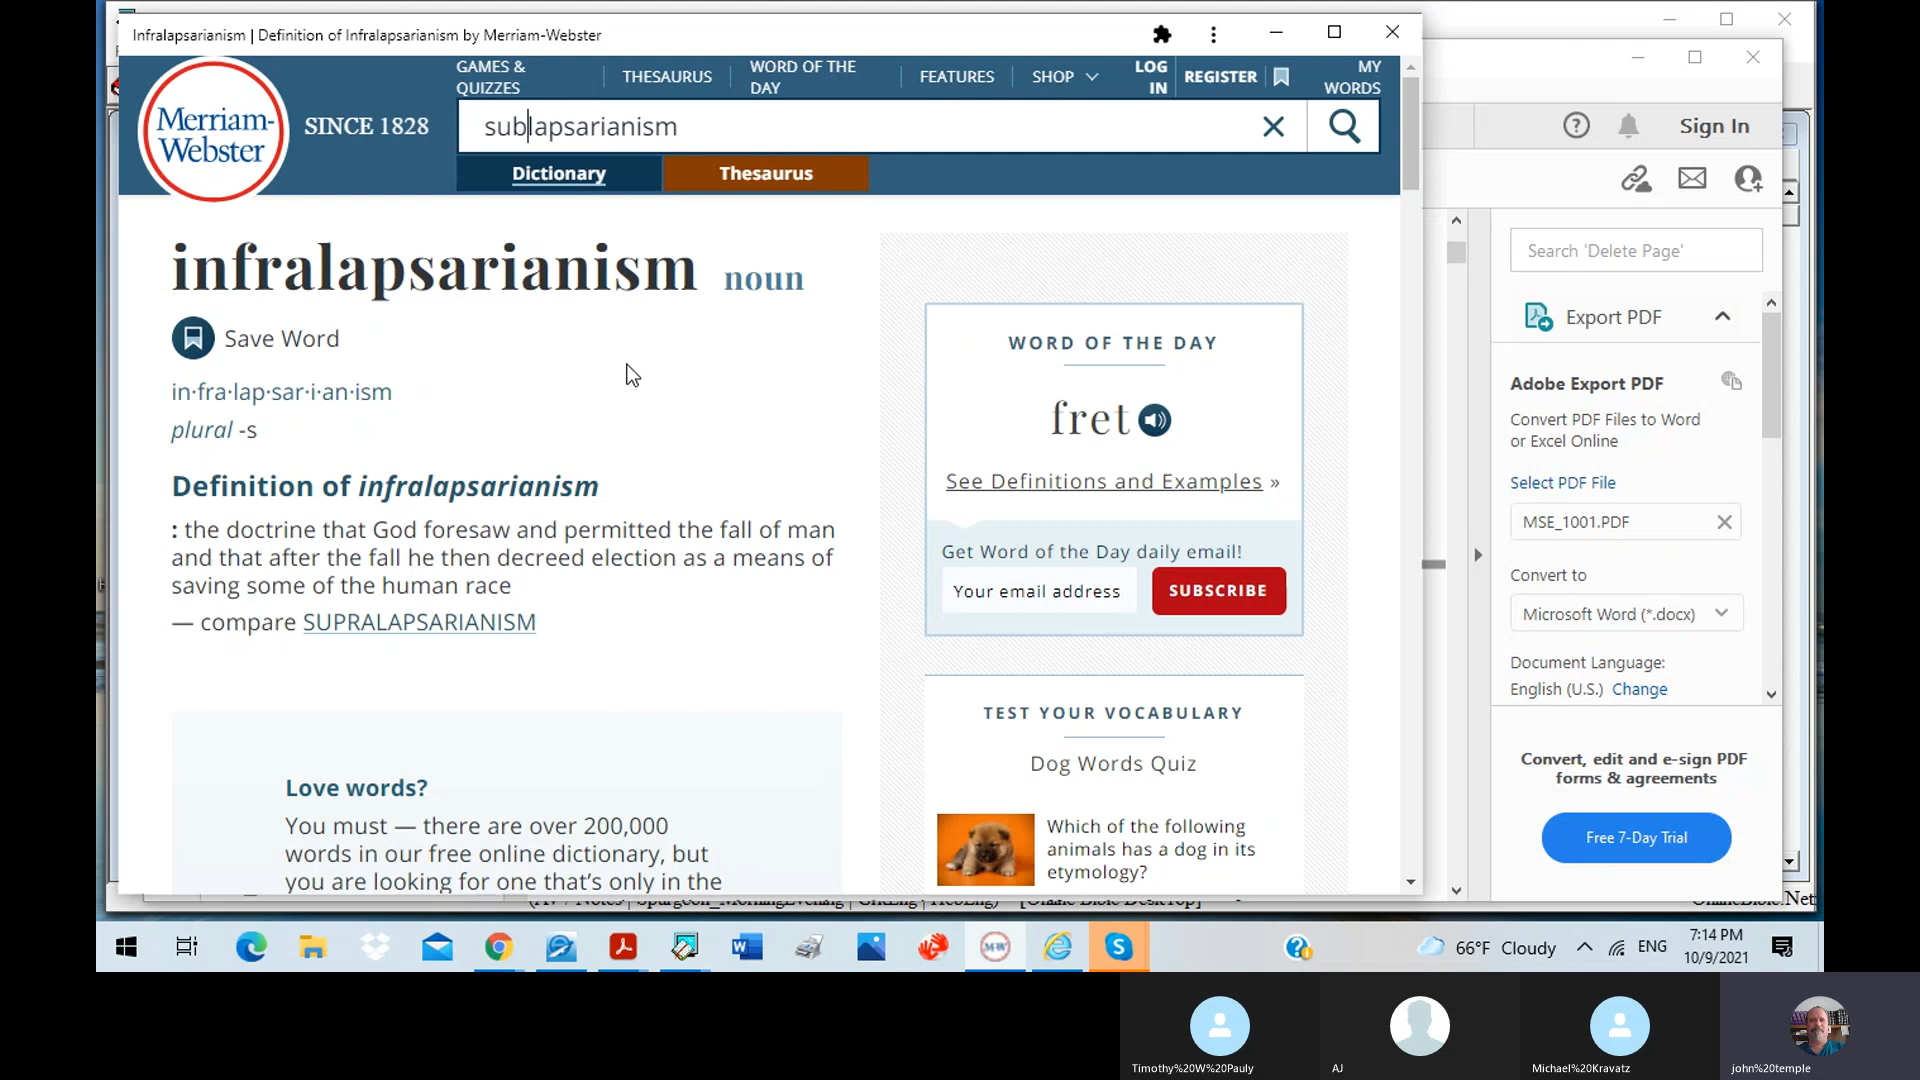 Infralapsarianism | Definition of Infralapsarianism by Merriam-Webster
GAMES & QUIZZES
THESAURUS
WORD OF THE DAY
FEATURES
SHOP
LOG IN
REGISTER
MY WORDS
Merriam-Webster
SINCE 1828
sublapsarianism
Dictionary
Thesaurus
infralapsarianism noun
Save Word
in·fra·lap·sar·i·an·ism
plural -s
Definition of infralapsarianism
: the doctrine that God foresaw and permitted the fall of man
and that after the fall he then decreed election as a means of
saving some of the human race
— compare SUPRALAPSARIANISM
Love words?
You must — there are over 200,000
words in our free online dictionary, but
you are looking for one that's only in the
WORD OF THE DAY
fret
See Definitions and Examples »
Get Word of the Day daily email!
Your email address
SUBSCRIBE
TEST YOUR VOCABULARY
Dog Words Quiz
Which of the following
animals has a dog in its
etymology?
Sign In
Search 'Delete Page'
Export PDF
Adobe Export PDF
Convert PDF Files to Word
or Excel Online
Select PDF File
MSE_1001.PDF
Convert to
Microsoft Word (*.docx)
Document Language:
English (U.S.) Change
Convert, edit and e-sign PDF
forms & agreements
Free 7-Day Trial
66°F Cloudy
ENG
7:14 PM
10/9/2021
Timothy%20W%20Pauly
AJ
Michael%20Kravatz
john%20temple